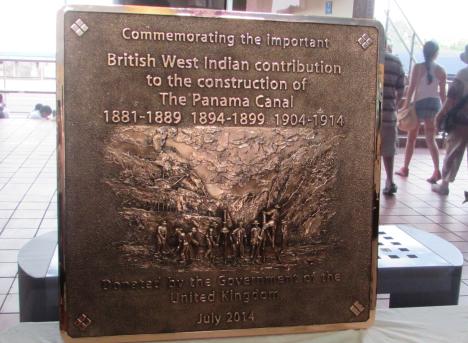 Commemorating the important
British West Indian contribution
to the construction of
The Panama Canal
1881-1889 1894-1899 1904-1914
Donated by the Government of the
United Kingdom
July 2014